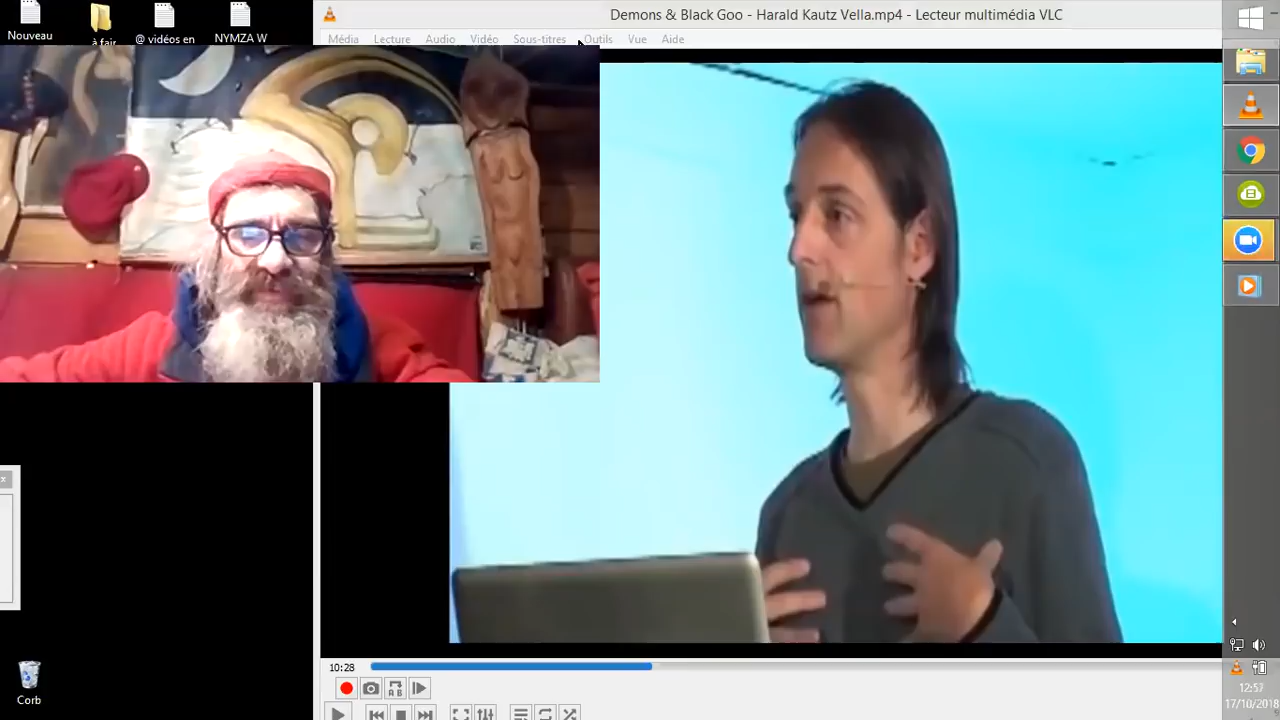 Demons & Black Goo - Harald Kautz Vella.mp4 - Lecteur multimédia VLC
Média Lecture Audio Vidéo Sous-titres Outils Vue Aide
Nouveau
à fair
@ vidéos en
NYMZA W
x
Corb
10:28
A B
12:57
17/10/2018